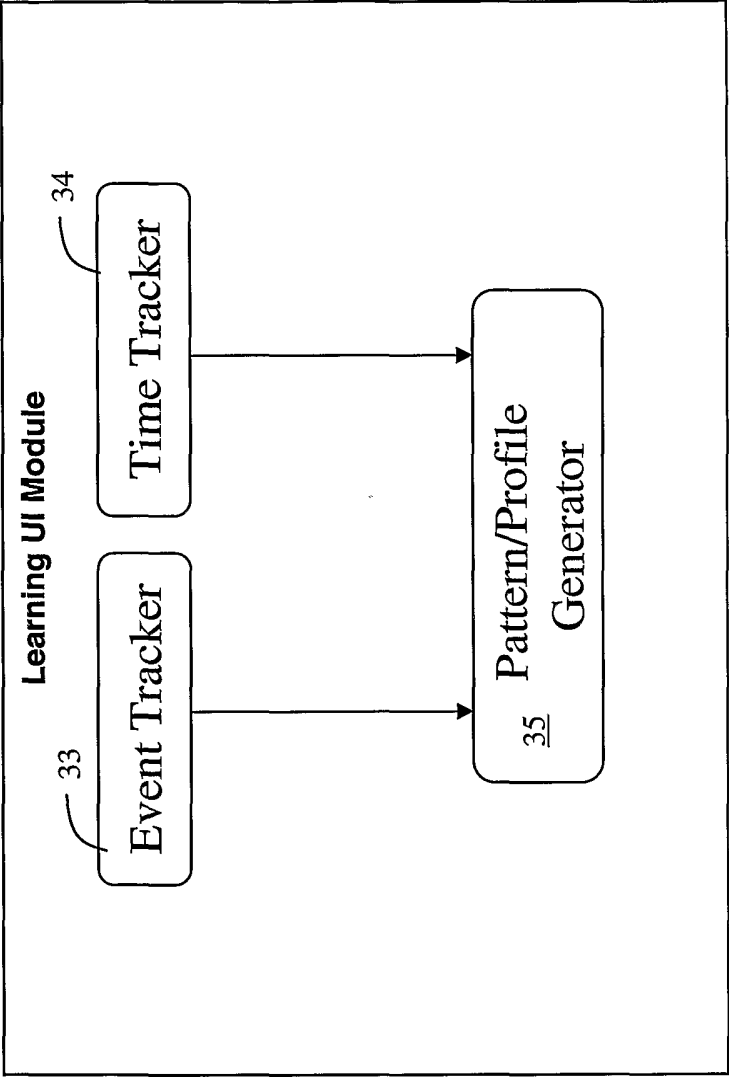 Learning UI Module
33
34
Event Tracker
Time Tracker
35
Pattern/Profile
Generator